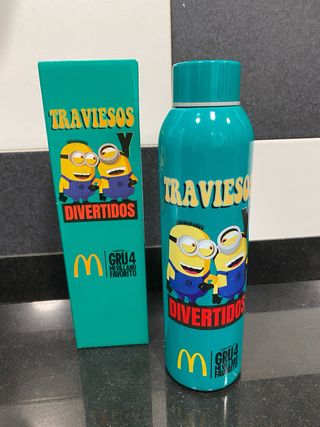 TRAVIESOS
Y
DIVERTIDOS
M
GRU 4
MI VILLANO
FAVORITO
TRAVIESOS
Y
DIVERTIDOS
M
GRU 4
MI VILLANO
FAVORITO